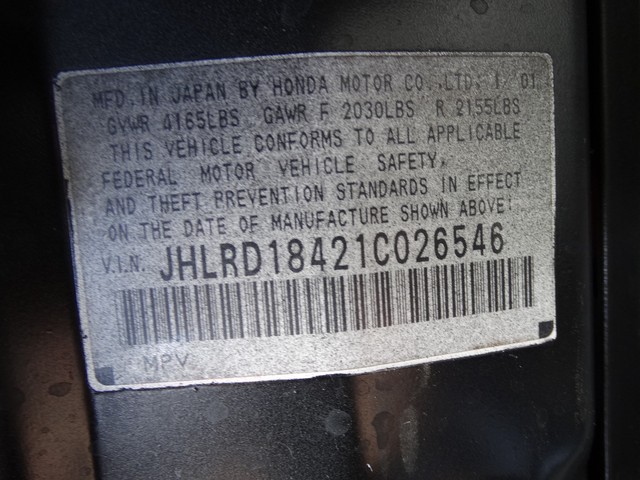 MFD. IN JAPAN BY HONDA MOTOR CO., LTD. 1, 01
GVWR 4165LBS GAWR F 2030LBS R 2155LBS
THIS VEHICLE CONFORMS TO ALL APPLICABLE
FEDERAL MOTOR VEHICLE SAFETY,
AND THEFT PREVENTION STANDARDS IN EFFECT
ON THE DATE OF MANUFACTURE SHOWN ABOVE:
V.I.N. JHLRD18421C026546
MPV